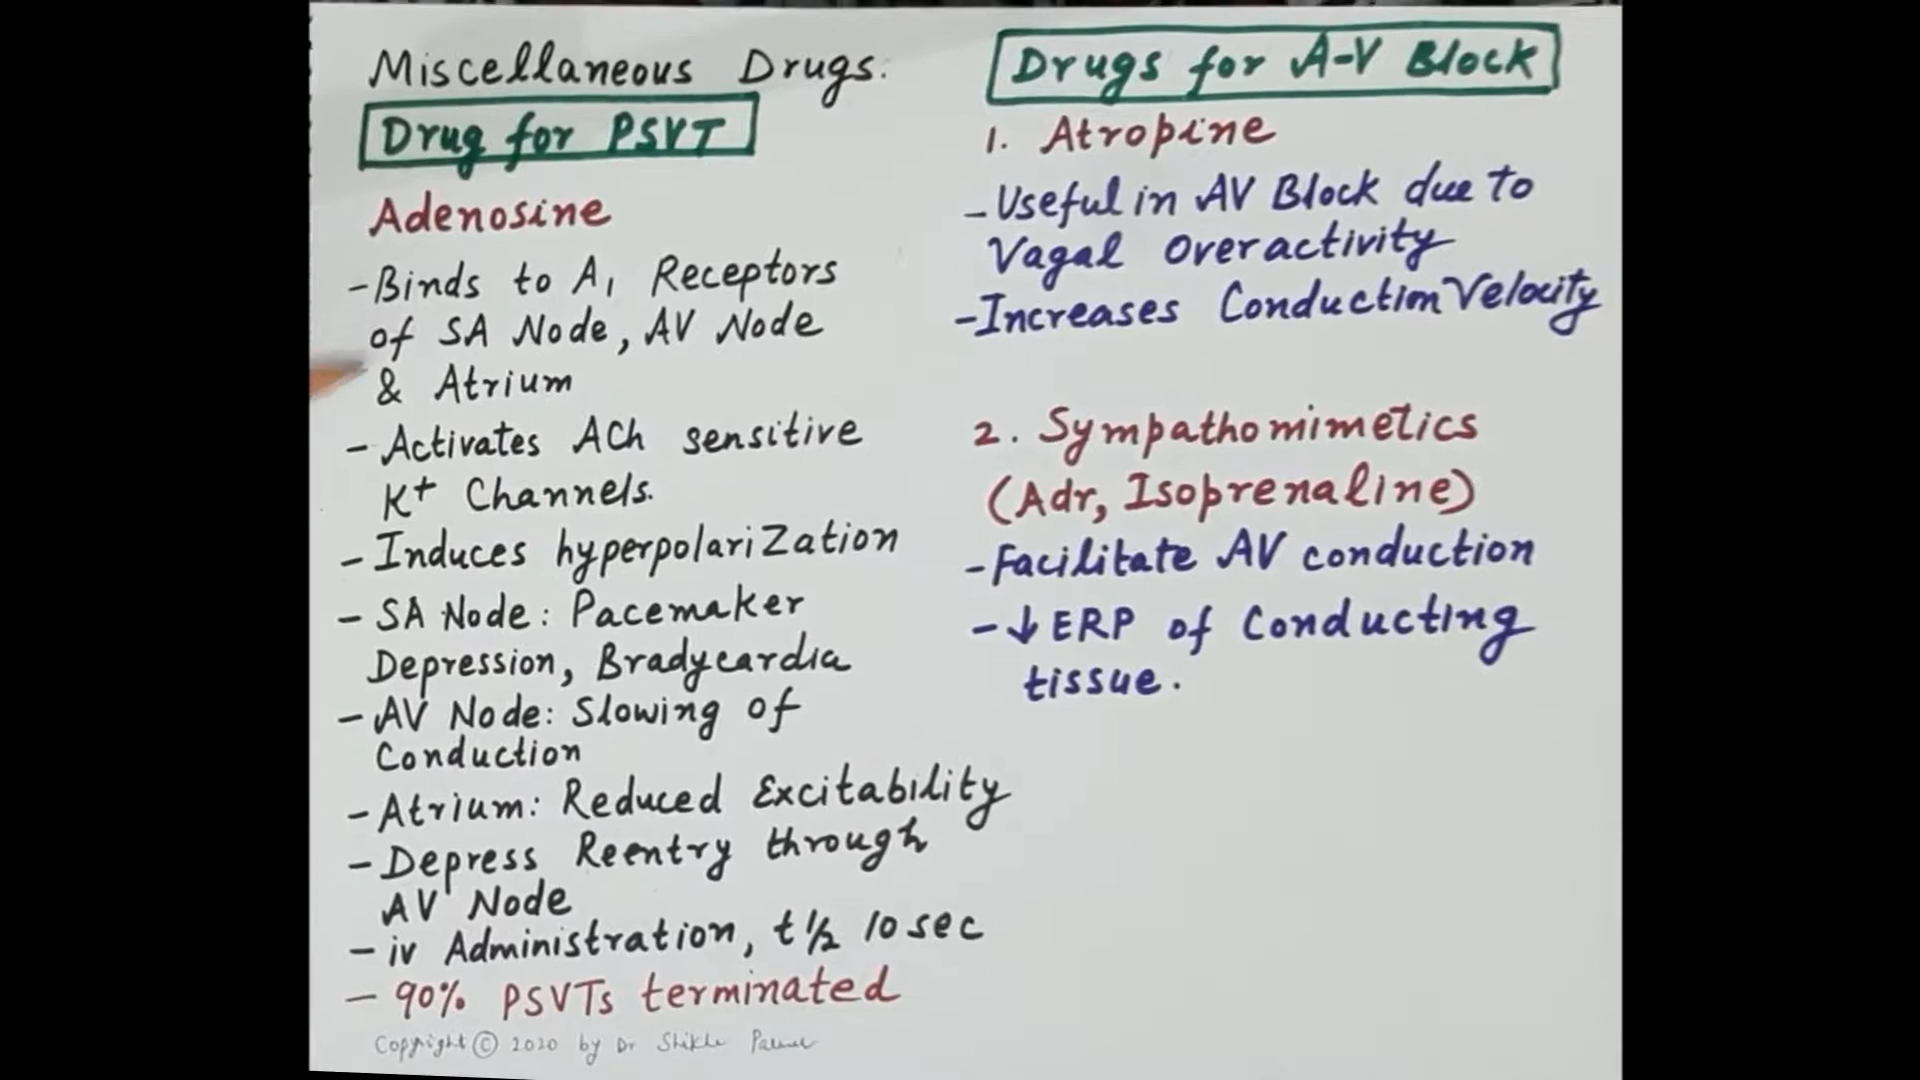 Miscellaneous Drugs.
Drug for PSVT
Adenosine
- Binds to A1 Receptors
of SA Node, AV Node
& Atrium
- Activates ACh sensitive
K+ Channels.
- Induces hyperpolarization
- SA Node: Pacemaker
Depression, Bradycardia
- AV Node: Slowing of
Conduction
- Atrium: Reduced Excitability
- Depress Reentry through
AV Node
- iv Administration, t½ 10 sec
- 90% PSVTs terminated
Copyright © 2020 by Dr
Drugs for A-V Block
1. Atropine
- Useful in AV Block due to
Vagal Overactivity
- Increases Conduction Velocity
2. Sympathomimetics
(Adr, Isoprenaline)
- Facilitate AV conduction
- ↓ ERP of Conducting
tissue.